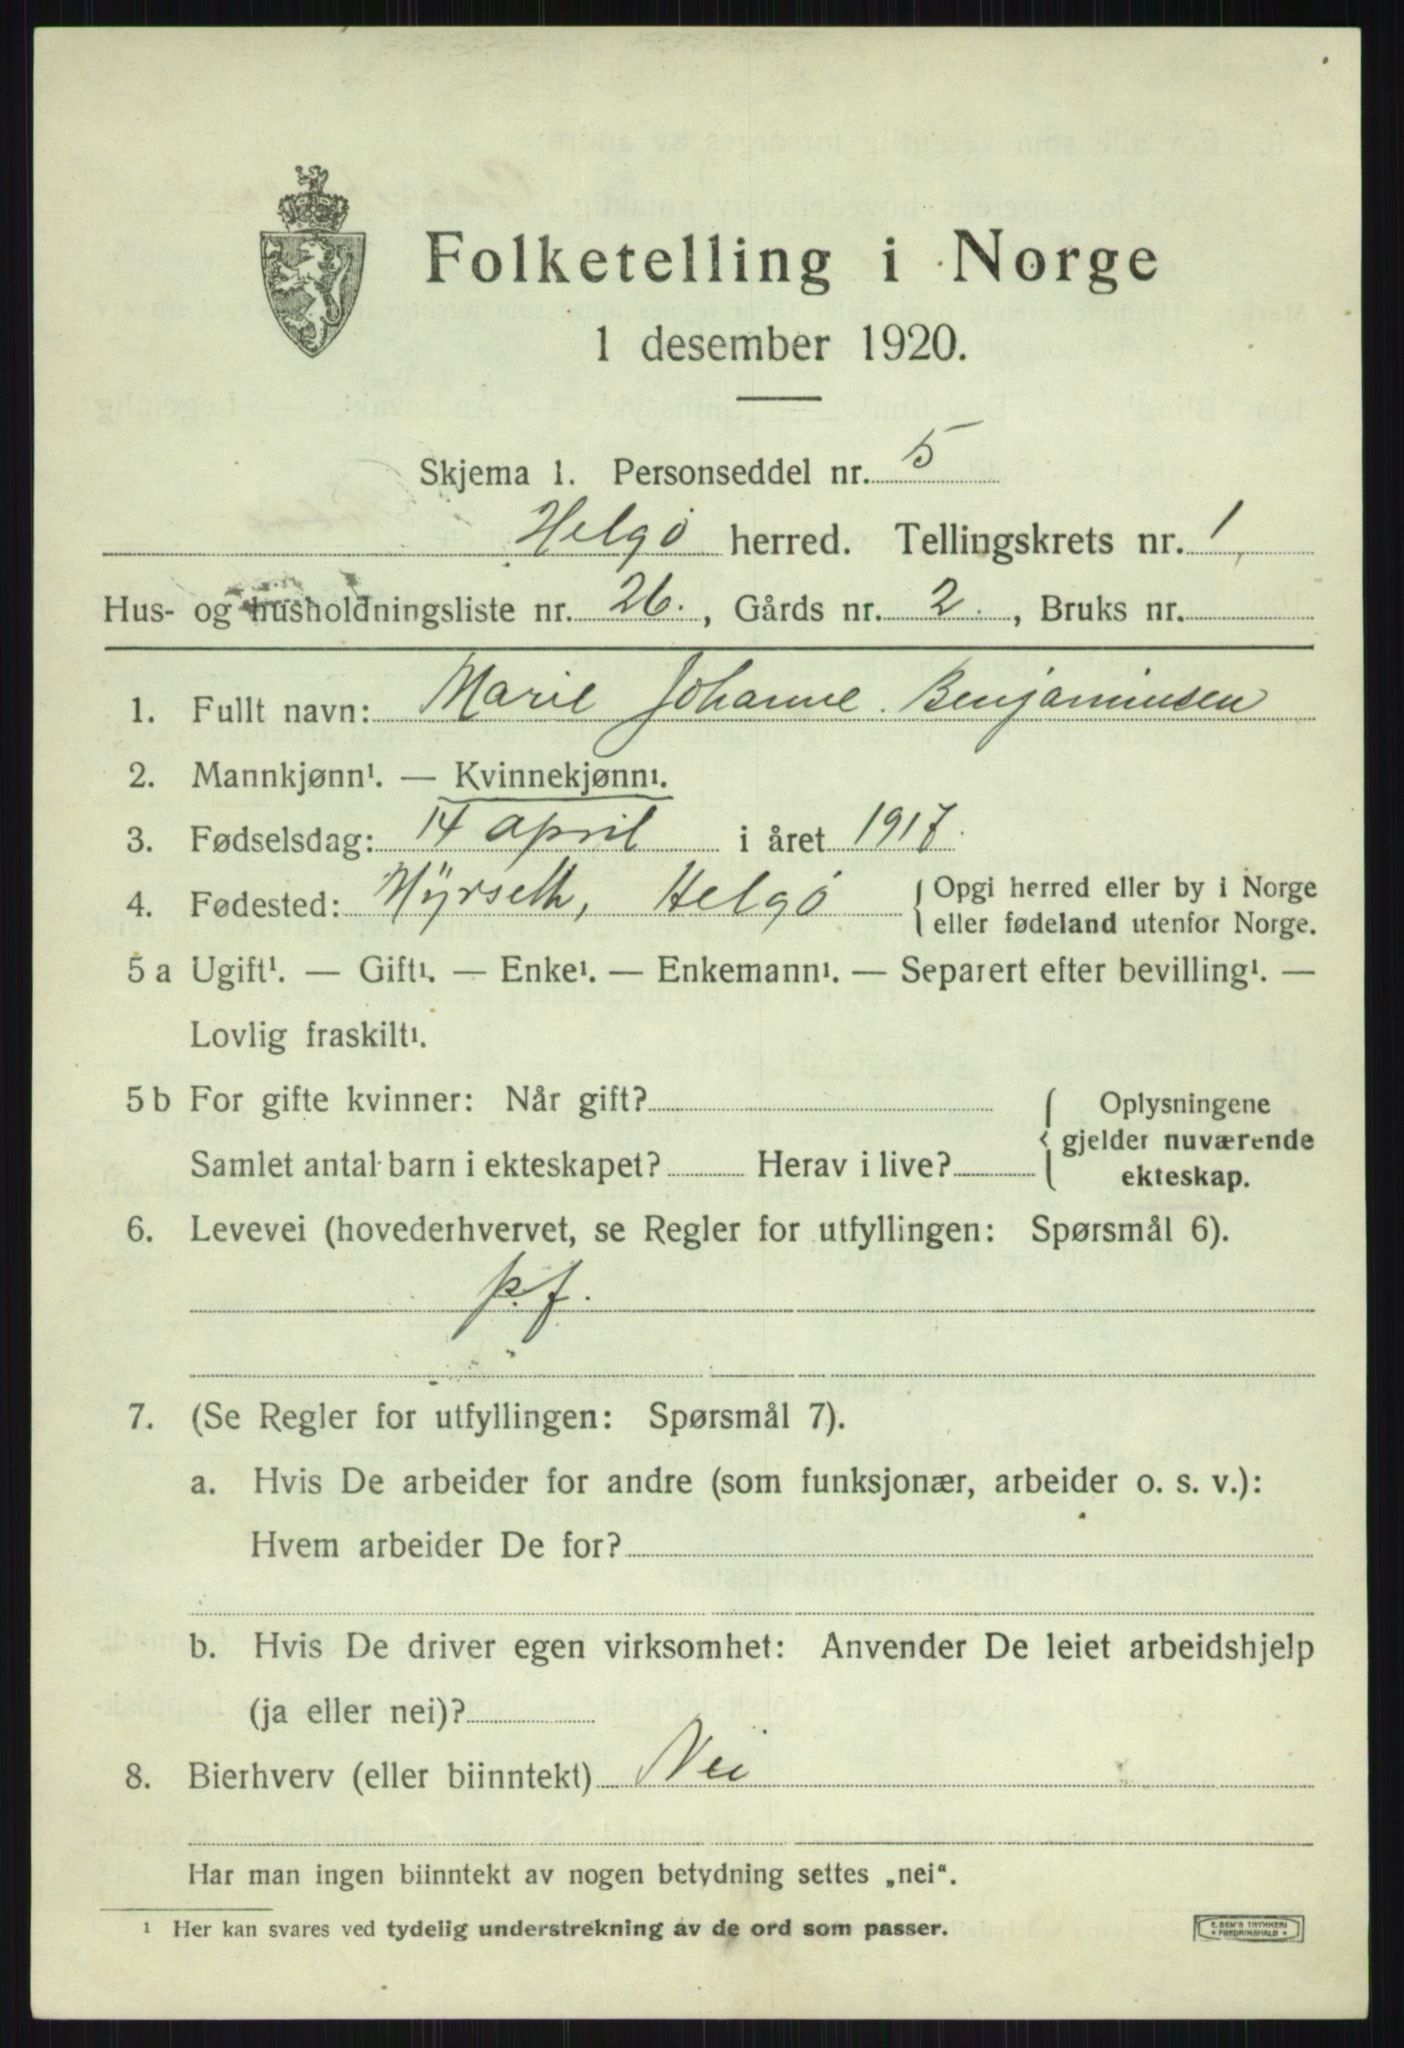 Folketelling i Norge
1 desember 1920.
Skjema 1. Personseddel nr. 5
Helgö herred. Tellingskrets nr. 1
Hus- og husholdningsliste nr. 26., Gårds nr. 2., Bruks nr.
1. Fullt navn: Marie Johanne Benjaminsen
2. Mannkjønn¹. — Kvinnekjønn¹.
3. Fødselsdag: 14 april i året 1917.
4. Fødested: Myrseth, Helgö { Opgi herred eller by i Norge
eller fødeland utenfor Norge.
5 a Ugift¹. — Gift¹. — Enke¹. — Enkemann¹. — Separert efter bevilling¹. —
Lovlig fraskilt¹.
5 b For gifte kvinner: Når gift? { Oplysningene
gjelder nuværende
Samlet antal barn i ekteskapet? Herav i live? ekteskap.
6. Levevei (hovederhvervet, se Regler for utfyllingen: Spørsmål 6).
p.f.
7. (Se Regler for utfyllingen: Spørsmål 7).
a. Hvis De arbeider for andre (som funksjonær, arbeider o. s. v.):
Hvem arbeider De for?
b. Hvis De driver egen virksomhet: Anvender De leiet arbeidshjelp
(ja eller nei)?
8. Bierhverv (eller biinntekt) Nei
Har man ingen biinntekt av nogen betydning settes „nei“.
¹ Her kan svares ved tydelig understrekning av de ord som passer.
E. SEM'S TRYKKERI
* FREDRIKSHALD *